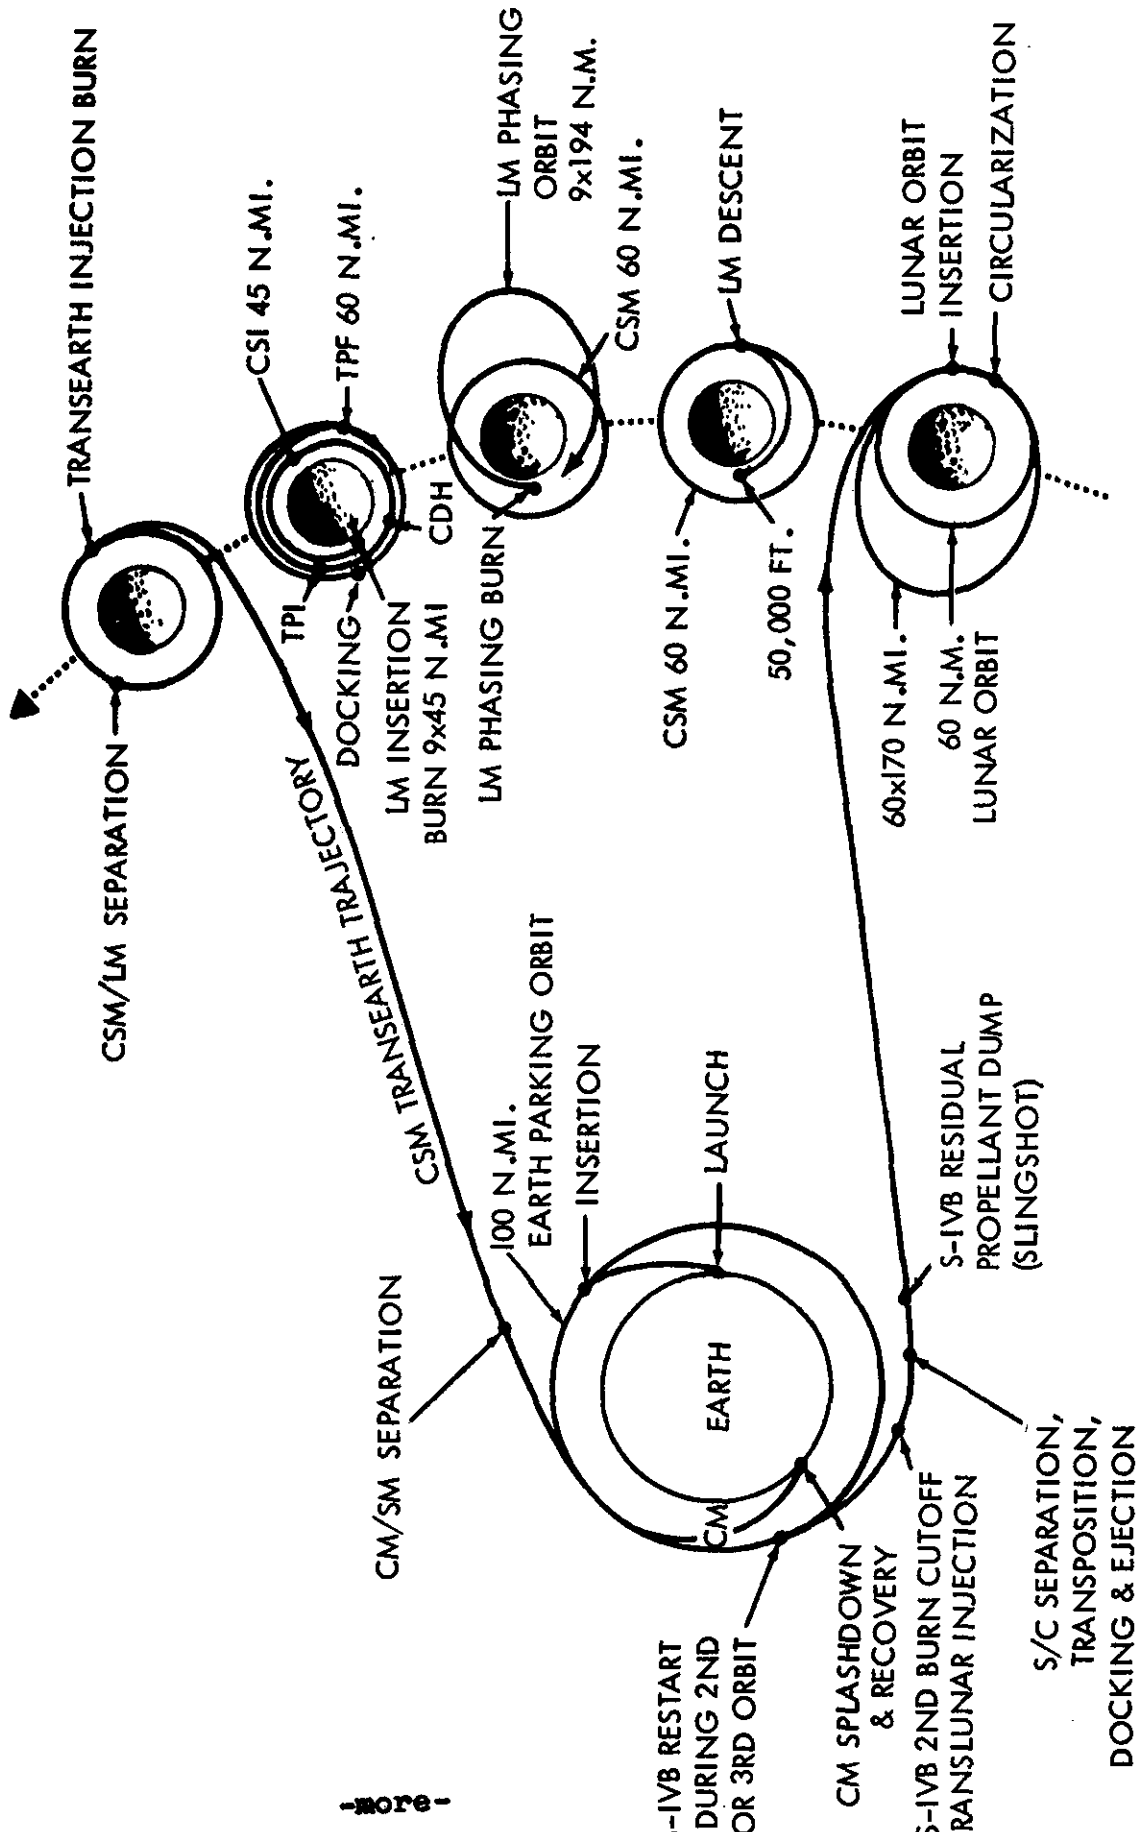 TRANSEARTH INJECTION BURN
CSM/LM SEPARATION
CSI 45 N.MI.
TPF 60 N.MI.
TPI
DOCKING
CDH
LM INSERTION
BURN 9x45 N.MI
LM PHASING
ORBIT
9x194 N.M.
CSM 60 N.MI.
LM PHASING BURN
LM DESCENT
CSM 60 N.MI.
50,000 FT.
LUNAR ORBIT
INSERTION
CIRCULARIZATION
60x170 N.MI.
60 N.M.
LUNAR ORBIT
CSM TRANSEARTH TRAJECTORY
CM/SM SEPARATION
100 N.MI.
EARTH PARKING ORBIT
INSERTION
LAUNCH
EARTH
CM
S-IVB RESIDUAL
PROPELLANT DUMP
(SLINGSHOT)
-IVB RESTART
DURING 2ND
OR 3RD ORBIT
CM SPLASHDOWN
& RECOVERY
S-IVB 2ND BURN CUTOFF
RANSLUNAR INJECTION
S/C SEPARATION,
TRANSPOSITION,
DOCKING & EJECTION
-more-